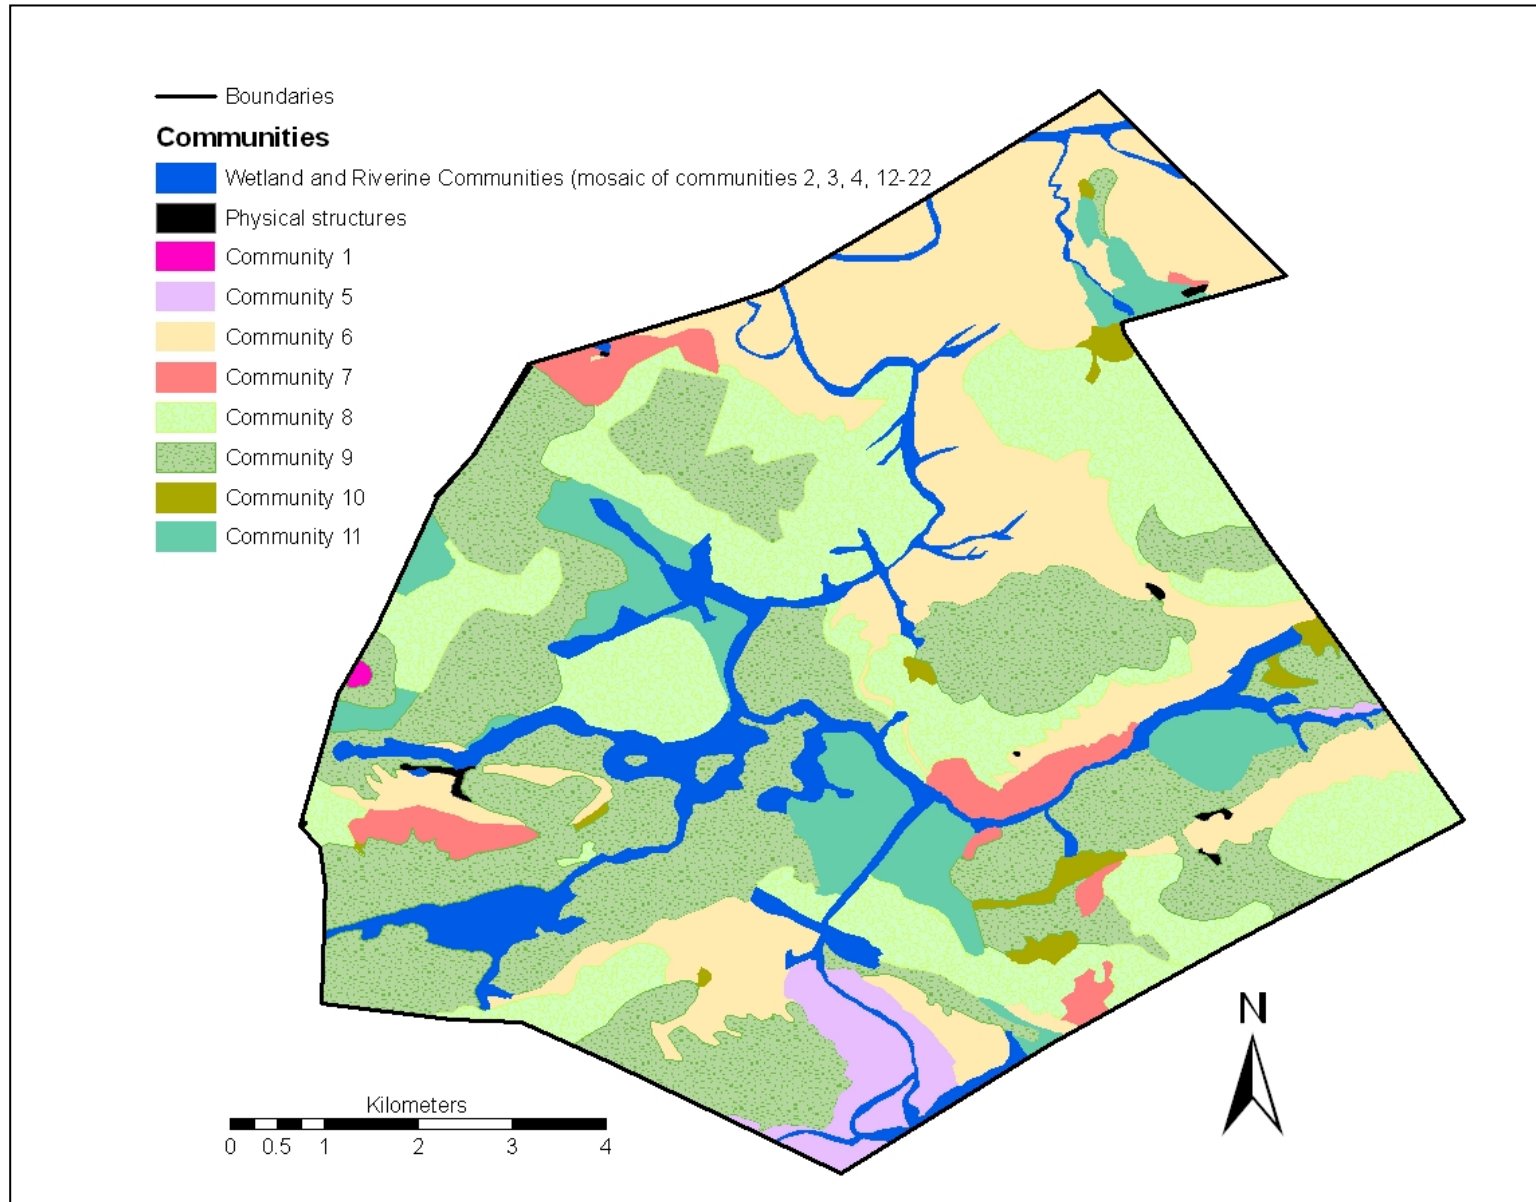 Boundaries
Communities
Wetland and Riverine Communities (mosaic of communities 2, 3, 4, 12-22
Physical structures
Community 1
Community 5
Community 6
Community 7
Community 8
Community 9
Community 10
Community 11
N
Kilometers
0 0.5 1 2 3 4